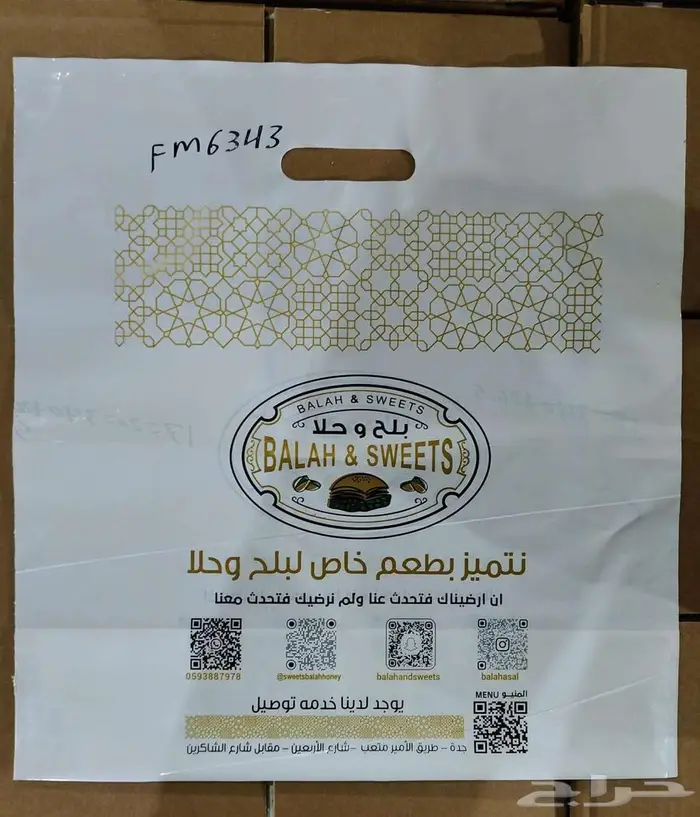 FM6343
BALAH & SWEETS
بلح و حلا
BALAH & SWEETS
نتميز بطعم خاص لبلح وحلا
ان ارضيناك فتحدث عنا ولم نرضيك فتحدث معنا
0593887978 @sweetsbalahhoney balahandsweets balahasal
المنيو MENU
يوجد لدينا خدمه توصيل
جدة - طريق الأمير متعب - شارع الأربعين - مقابل شارع الشاكرين
حراج